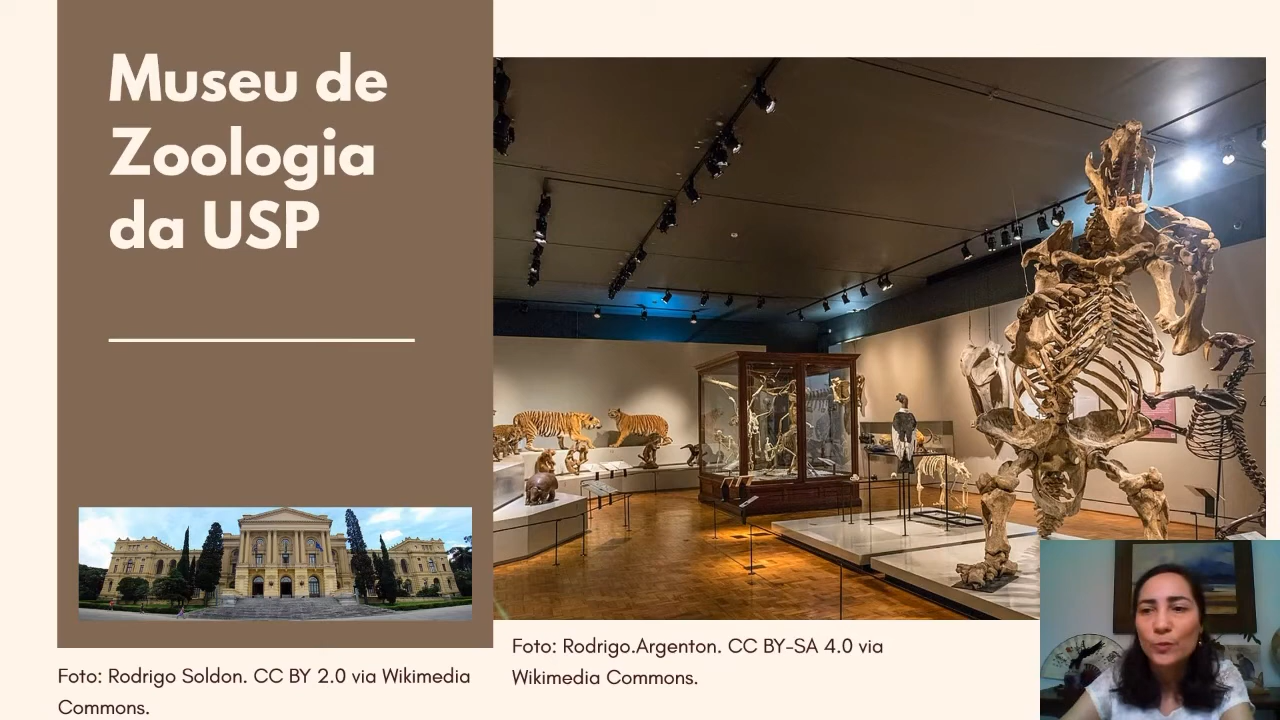 Museu de
Zoologia
da USP
Foto: Rodrigo Soldon. CC BY 2.0 via Wikimedia
Commons.
Foto: Rodrigo.Argenton. CC BY-SA 4.0 via
Wikimedia Commons.